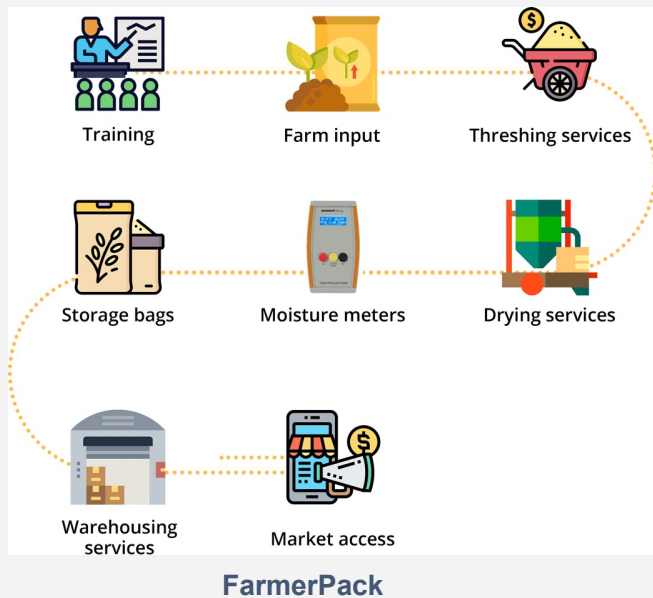 Training
Farm input
Threshing services
Storage bags
Moisture meters
Drying services
Warehousing
services
Market access
FarmerPack